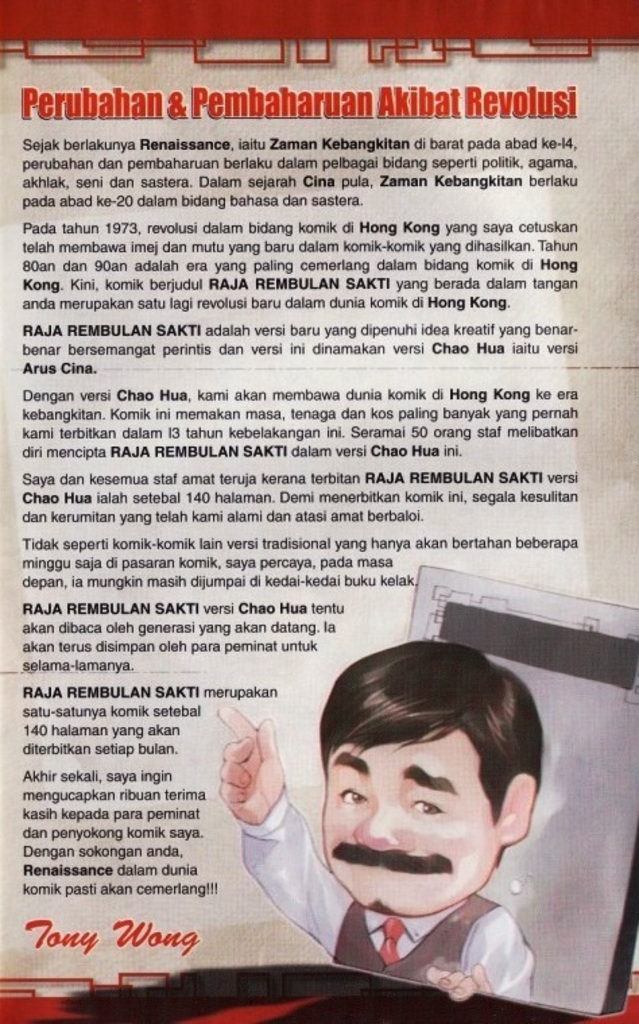 Perubahan & Pembaharuan Akibat Revolusi
Sejak berlakunya Renaissance, iaitu Zaman Kebangkitan di barat pada abad ke-14,
perubahan dan pembaharuan berlaku dalam pelbagai bidang seperti politik, agama,
akhlak, seni dan sastera. Dalam sejarah Cina pula, Zaman Kebangkitan berlaku
pada abad ke-20 dalam bidang bahasa dan sastera.
Pada tahun 1973, revolusi dalam bidang komik di Hong Kong yang saya cetuskan
telah membawa imej dan mutu yang baru dalam komik-komik yang dihasilkan. Tahun
80an dan 90an adalah era yang paling cemerlang dalam bidang komik di Hong
Kong. Kini, komik berjudul RAJA REMBULAN SAKTI yang berada dalam tangan
anda merupakan satu lagi revolusi baru dalam dunia komik di Hong Kong.
RAJA REMBULAN SAKTI adalah versi baru yang dipenuhi idea kreatif yang benar-
benar bersemangat perintis dan versi ini dinamakan versi Chao Hua iaitu versi
Arus Cina.
Dengan versi Chao Hua, kami akan membawa dunia komik di Hong Kong ke era
kebangkitan. Komik ini memakan masa, tenaga dan kos paling banyak yang pernah
kami terbitkan dalam 13 tahun kebelakangan ini. Seramai 50 orang staf melibatkan
diri mencipta RAJA REMBULAN SAKTI dalam versi Chao Hua ini.
Saya dan kesemua staf amat teruja kerana terbitan RAJA REMBULAN SAKTI versi
Chao Hua ialah setebal 140 halaman. Demi menerbitkan komik ini, segala kesulitan
dan kerumitan yang telah kami alami dan atasi amat berbaloi.
Tidak seperti komik-komik lain versi tradisional yang hanya akan bertahan beberapa
minggu saja di pasaran komik, saya percaya, pada masa
depan, ia mungkin masih dijumpai di kedai-kedai buku kelak.
RAJA REMBULAN SAKTI versi Chao Hua tentu
akan dibaca oleh generasi yang akan datang. Ia
akan terus disimpan oleh para peminat untuk
selama-lamanya.
RAJA REMBULAN SAKTI merupakan
satu-satunya komik setebal
140 halaman yang akan
diterbitkan setiap bulan.
Akhir sekali, saya ingin
mengucapkan ribuan terima
kasih kepada para peminat
dan penyokong komik saya.
Dengan sokongan anda,
Renaissance dalam dunia
komik pasti akan cemerlang!!!
Tony Wong